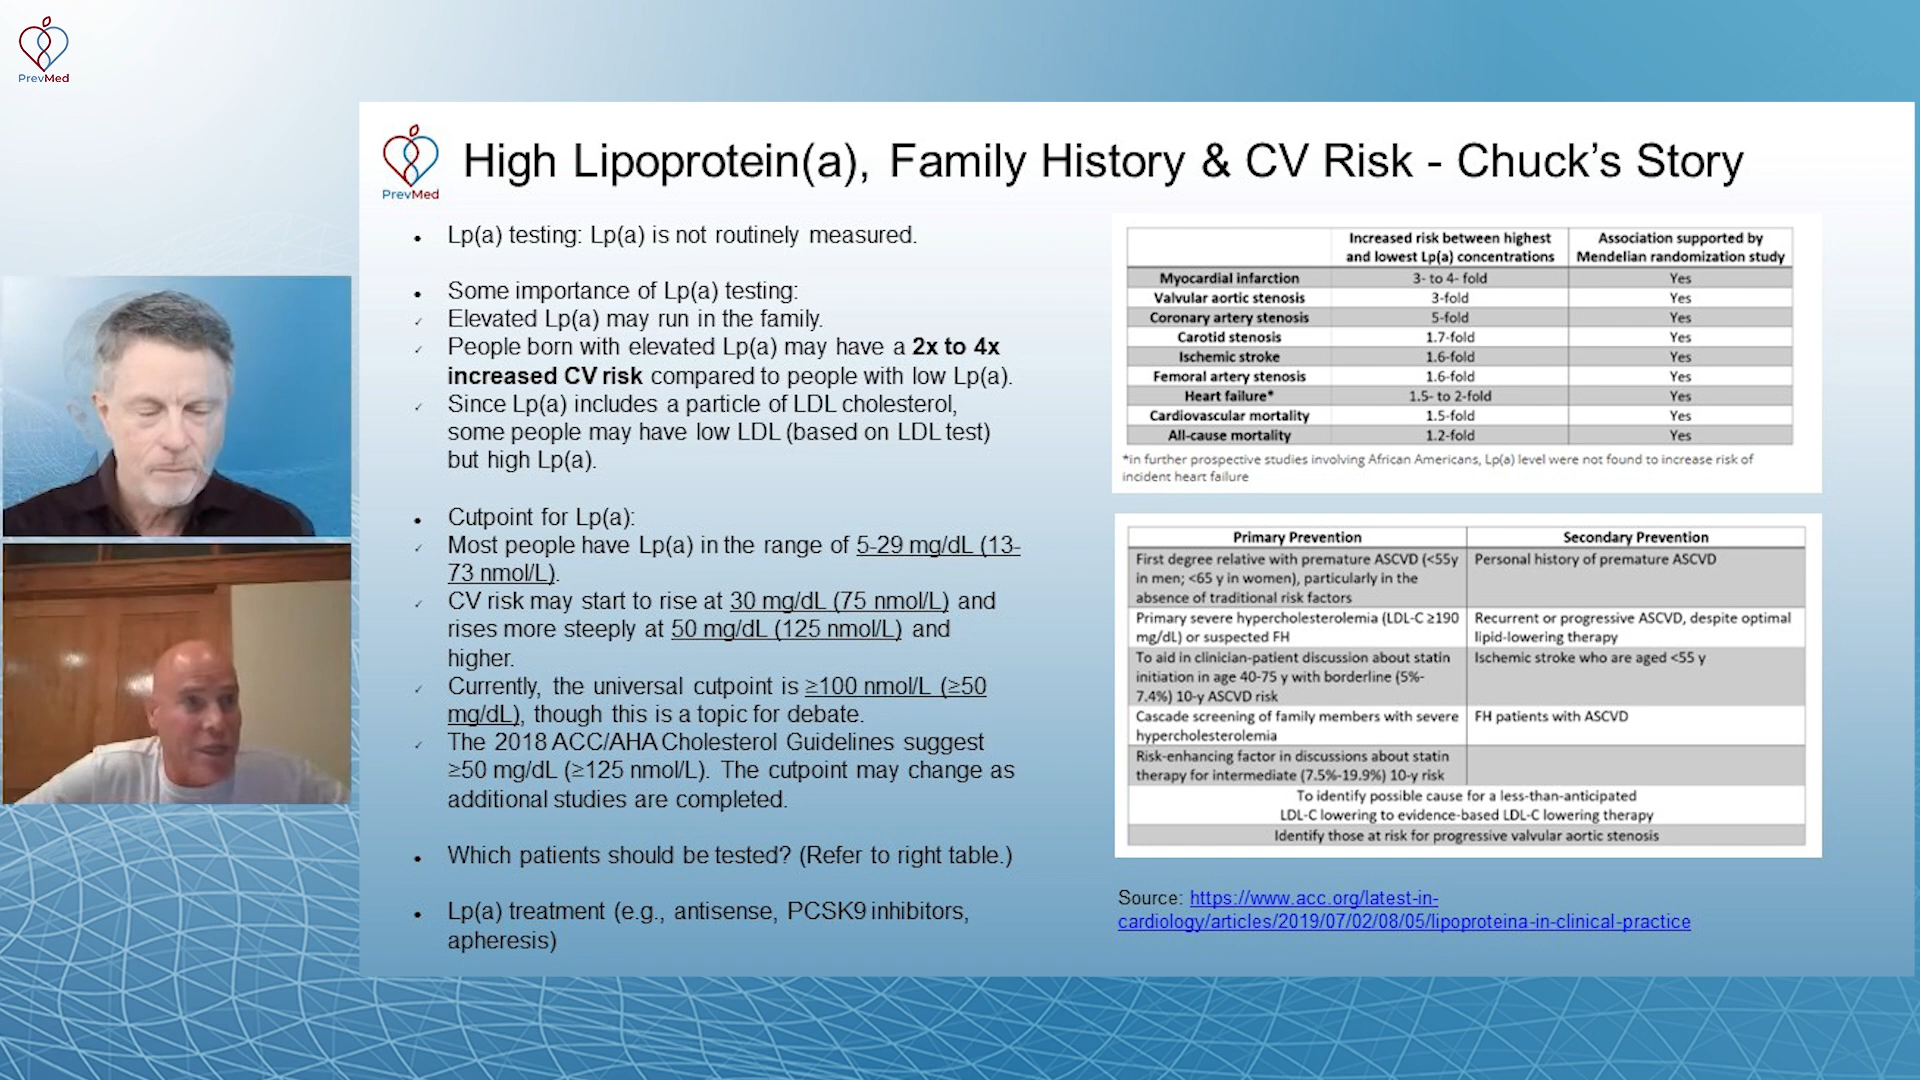 PrevMed
PrevMed
High Lipoprotein(a), Family History & CV Risk - Chuck’s Story
• Lp(a) testing: Lp(a) is not routinely measured.
• Some importance of Lp(a) testing:
✓ Elevated Lp(a) may run in the family.
✓ People born with elevated Lp(a) may have a 2x to 4x
increased CV risk compared to people with low Lp(a).
✓ Since Lp(a) includes a particle of LDL cholesterol,
some people may have low LDL (based on LDL test)
but high Lp(a).
• Cutpoint for Lp(a):
✓ Most people have Lp(a) in the range of 5-29 mg/dL (13-
73 nmol/L).
✓ CV risk may start to rise at 30 mg/dL (75 nmol/L) and
rises more steeply at 50 mg/dL (125 nmol/L) and
higher.
✓ Currently, the universal cutpoint is ≥100 nmol/L (≥50
mg/dL), though this is a topic for debate.
✓ The 2018 ACC/AHA Cholesterol Guidelines suggest
≥50 mg/dL (≥125 nmol/L). The cutpoint may change as
additional studies are completed.
• Which patients should be tested? (Refer to right table.)
• Lp(a) treatment (e.g., antisense, PCSK9 inhibitors,
apheresis)
Increased risk between highest
and lowest Lp(a) concentrations
Association supported by
Mendelian randomization study
Myocardial infarction 3- to 4- fold Yes
Valvular aortic stenosis 3-fold Yes
Coronary artery stenosis 5-fold Yes
Carotid stenosis 1.7-fold Yes
Ischemic stroke 1.6-fold Yes
Femoral artery stenosis 1.6-fold Yes
Heart failure* 1.5- to 2-fold Yes
Cardiovascular mortality 1.5-fold Yes
All-cause mortality 1.2-fold Yes
*in further prospective studies involving African Americans, Lp(a) level were not found to increase risk of
incident heart failure
Primary Prevention Secondary Prevention
First degree relative with premature ASCVD (<55y
in men; <65 y in women), particularly in the
absence of traditional risk factors
Personal history of premature ASCVD
Primary severe hypercholesterolemia (LDL-C ≥190
mg/dL) or suspected FH
Recurrent or progressive ASCVD, despite optimal
lipid-lowering therapy
To aid in clinician-patient discussion about statin
initiation in age 40-75 y with borderline (5%-
7.4%) 10-y ASCVD risk
Ischemic stroke who are aged <55 y
Cascade screening of family members with severe
hypercholesterolemia
FH patients with ASCVD
Risk-enhancing factor in discussions about statin
therapy for intermediate (7.5%-19.9%) 10-y risk
To identify possible cause for a less-than-anticipated
LDL-C lowering to evidence-based LDL-C lowering therapy
Identify those at risk for progressive valvular aortic stenosis
Source: https://www.acc.org/latest-in-
cardiology/articles/2019/07/02/08/05/lipoproteina-in-clinical-practice